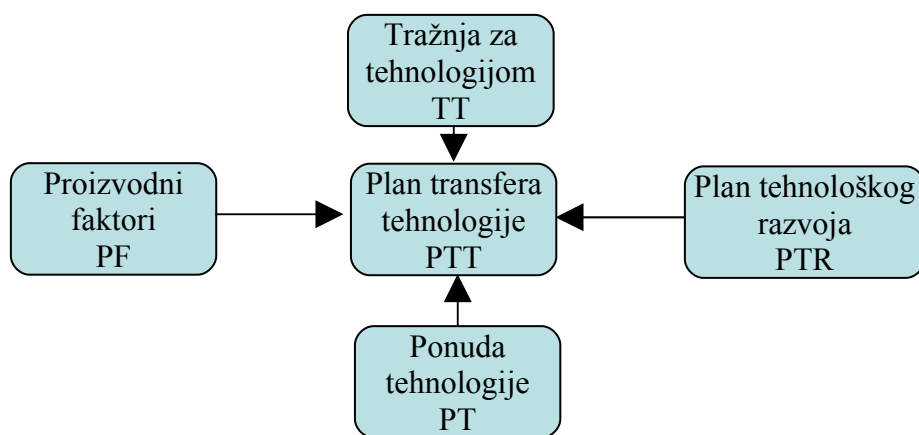 Tražnja za
tehnologijom
TT
Proizvodni
faktori
PF
Plan transfera
tehnologije
PTT
Plan tehnološkog
razvoja
PTR
Ponuda
tehnologije
PT